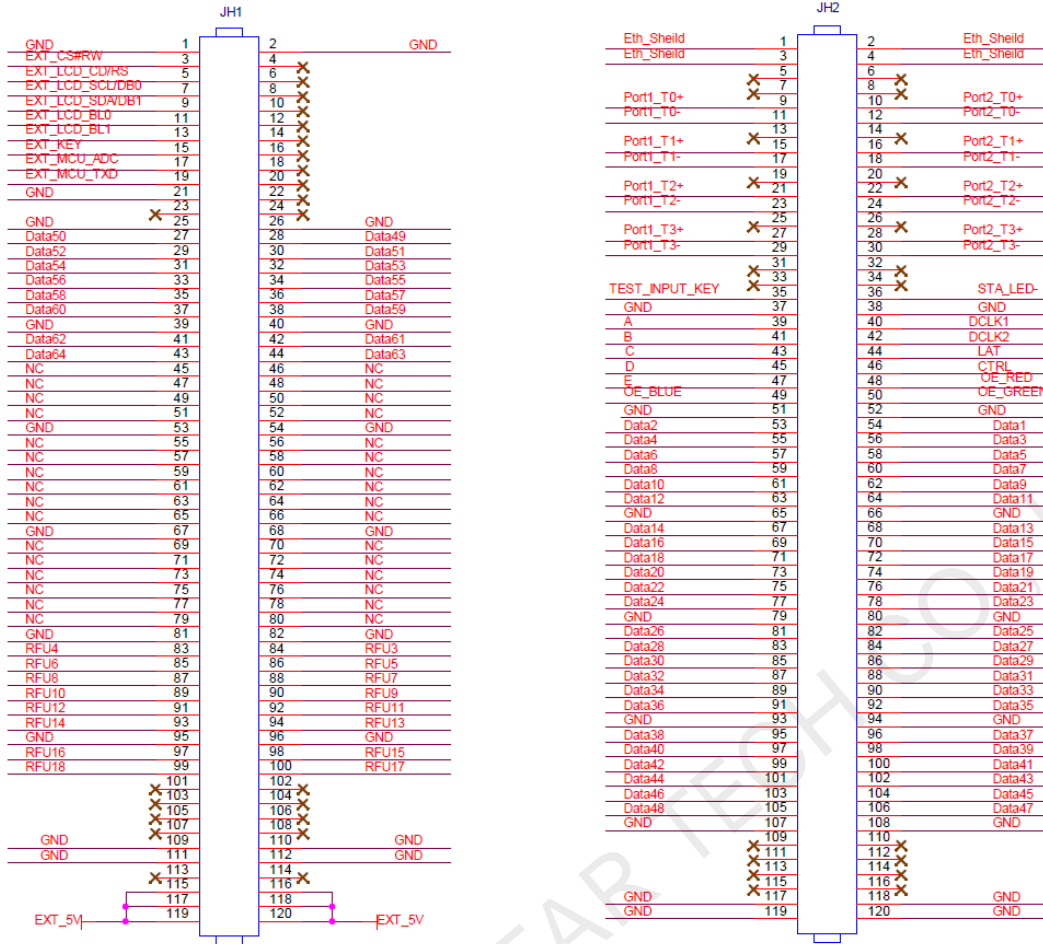 JH1
GND 1 2 GND
EXT_CS#RW 3 4
EXT_LCD_CD/RS 5 6
EXT_LCD_SCL/DB0 7 8
EXT_LCD_SDA/DB1 9 10
EXT_LCD_BL0 11 12
EXT_LCD_BL1 13 14
EXT_KEY 15 16
EXT_MCU_ADC 17 18
EXT_MCU_TXD 19 20
GND 21 22
23 24
GND 25 26 GND
Data50 27 28 Data49
Data52 29 30 Data51
Data54 31 32 Data53
Data56 33 34 Data55
Data58 35 36 Data57
Data60 37 38 Data59
GND 39 40 GND
Data62 41 42 Data61
Data64 43 44 Data63
NC 45 46 NC
NC 47 48 NC
NC 49 50 NC
NC 51 52 NC
GND 53 54 GND
NC 55 56 NC
NC 57 58 NC
NC 59 60 NC
NC 61 62 NC
NC 63 64 NC
NC 65 66 NC
GND 67 68 GND
NC 69 70 NC
NC 71 72 NC
NC 73 74 NC
NC 75 76 NC
NC 77 78 NC
NC 79 80 NC
GND 81 82 GND
RFU4 83 84 RFU3
RFU6 85 86 RFU5
RFU8 87 88 RFU7
RFU10 89 90 RFU9
RFU12 91 92 RFU11
RFU14 93 94 RFU13
GND 95 96 GND
RFU16 97 98 RFU15
RFU18 99 100 RFU17
101 102
103 104
105 106
107 108
GND 109 110 GND
GND 111 112 GND
113 114
115 116
117 118
EXT_5V 119 120 EXT_5V
JH2
Eth_Sheild 1 2 Eth_Sheild
Eth_Sheild 3 4 Eth_Sheild
5 6
7 8
Port1_T0+ 9 10 Port2_T0+
Port1_T0- 11 12 Port2_T0-
13 14
Port1_T1+ 15 16 Port2_T1+
Port1_T1- 17 18 Port2_T1-
19 20
Port1_T2+ 21 22 Port2_T2+
Port1_T2- 23 24 Port2_T2-
25 26
Port1_T3+ 27 28 Port2_T3+
Port1_T3- 29 30 Port2_T3-
31 32
33 34
TEST_INPUT_KEY 35 36 STA_LED-
GND 37 38 GND
A 39 40 DCLK1
B 41 42 DCLK2
C 43 44 LAT
D 45 46 CTRL
E 47 48 OE_RED
OE_BLUE 49 50 OE_GREEN
GND 51 52 GND
Data2 53 54 Data1
Data4 55 56 Data3
Data6 57 58 Data5
Data8 59 60 Data7
Data10 61 62 Data9
Data12 63 64 Data11
GND 65 66 GND
Data14 67 68 Data13
Data16 69 70 Data15
Data18 71 72 Data17
Data20 73 74 Data19
Data22 75 76 Data21
Data24 77 78 Data23
GND 79 80 GND
Data26 81 82 Data25
Data28 83 84 Data27
Data30 85 86 Data29
Data32 87 88 Data31
Data34 89 90 Data33
Data36 91 92 Data35
GND 93 94 GND
Data38 95 96 Data37
Data40 97 98 Data39
Data42 99 100 Data41
Data44 101 102 Data43
Data46 103 104 Data45
Data48 105 106 Data47
GND 107 108 GND
109 110
111 112
113 114
115 116
GND 117 118 GND
GND 119 120 GND
TECH CO